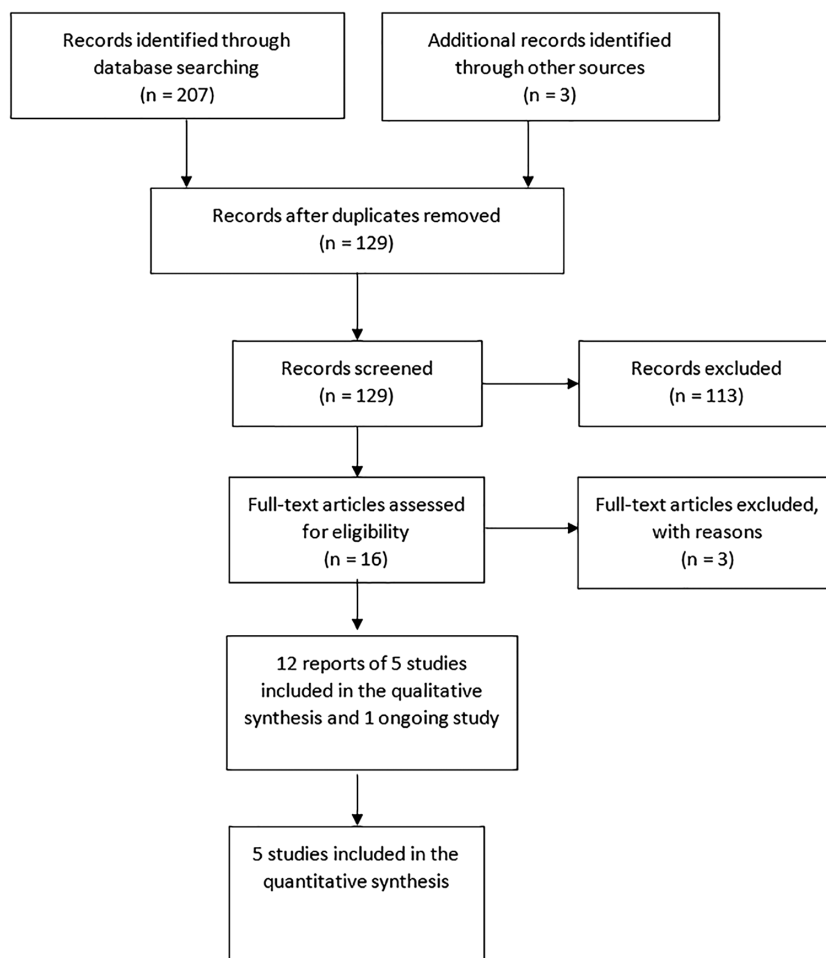 Records identified through
database searching
(n = 207)
Additional records identified
through other sources
(n = 3)
Records after duplicates removed
(n = 129)
Records screened
(n = 129)
Records excluded
(n = 113)
Full-text articles assessed
for eligibility
(n = 16)
Full-text articles excluded,
with reasons
(n = 3)
12 reports of 5 studies
included in the qualitative
synthesis and 1 ongoing study
5 studies included in the
quantitative synthesis